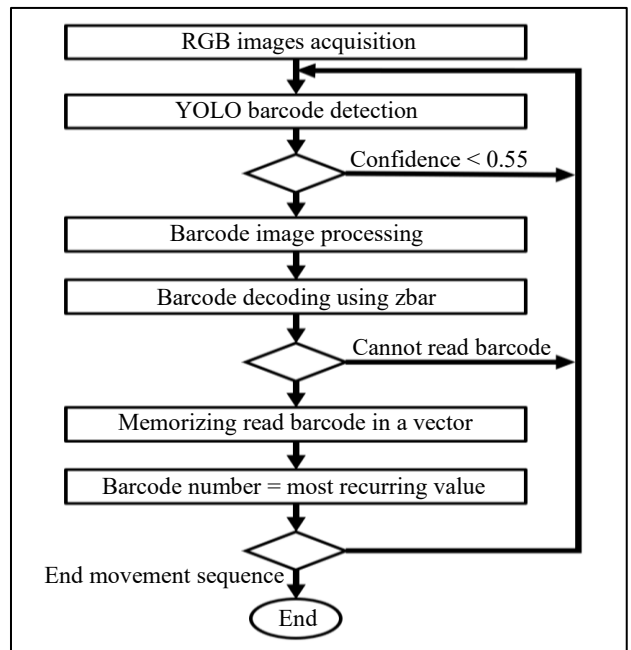 RGB images acquisition
YOLO barcode detection
Confidence < 0.55
Barcode image processing
Barcode decoding using zbar
Cannot read barcode
Memorizing read barcode in a vector
Barcode number = most recurring value
End movement sequence
End